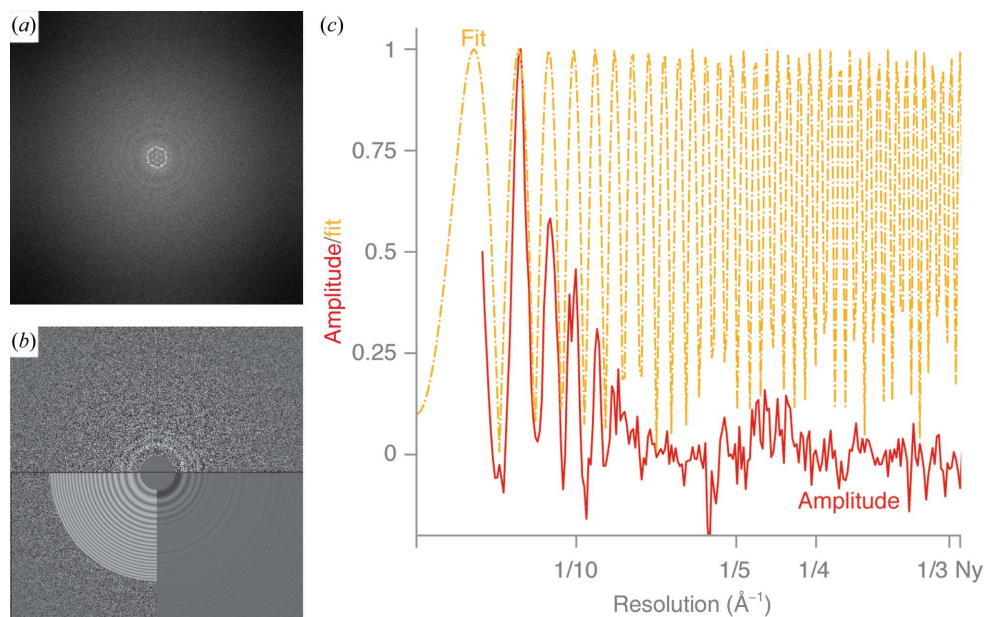 (a)
(b)
(c)
Fit
1
0.75
0.5
0.25
0
Amplitude/fit
Amplitude
1/10
1/5
1/4
1/3 Ny
Resolution (Å⁻¹)